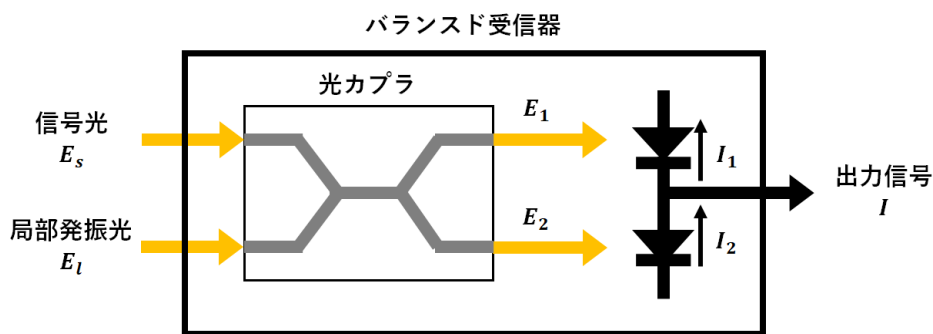 バランスド受信器
光カプラ
信号光
E_s
E_1
I_1
出力信号
I
局部発振光
E_l
E_2
I_2